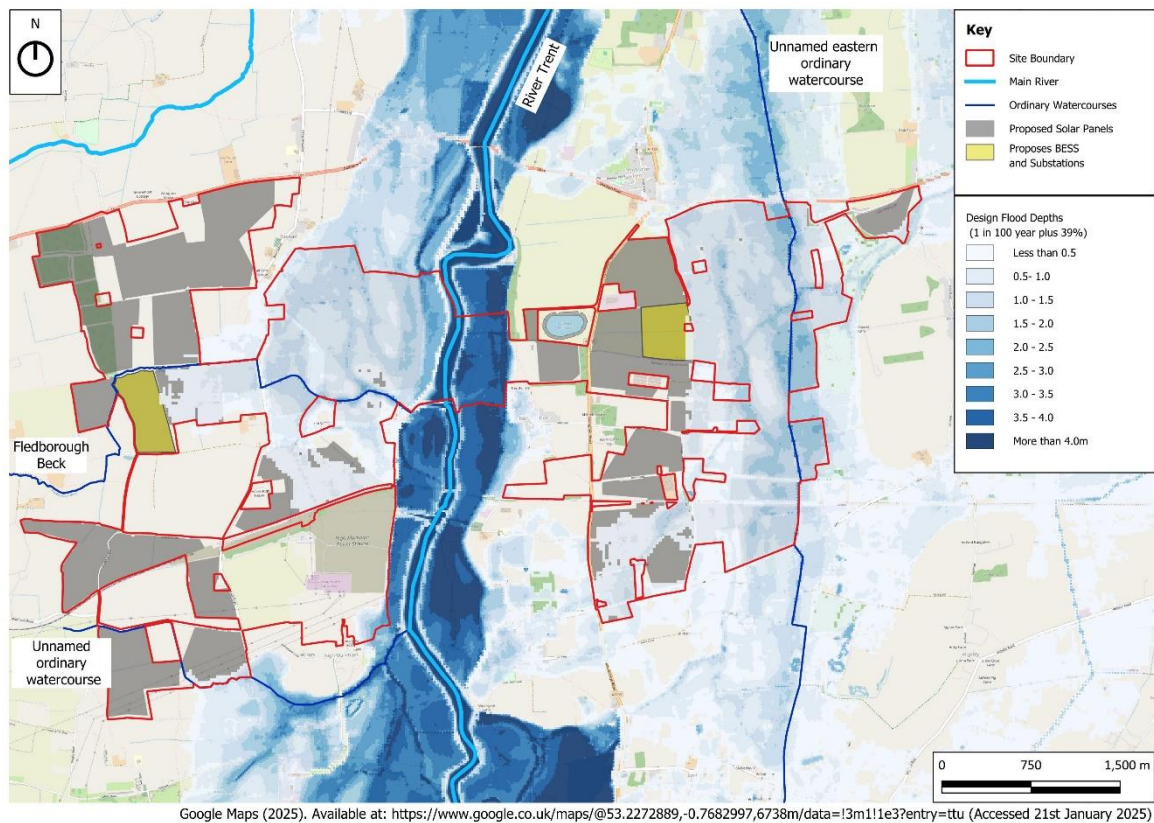 N
River Trent
Unnamed eastern
ordinary
watercourse
Fledborough
Beck
Unnamed
ordinary
watercourse
Key
Site Boundary
Main River
Ordinary Watercourses
Proposed Solar Panels
Proposes BESS
and Substations
Design Flood Depths
(1 in 100 year plus 39%)
Less than 0.5
0.5- 1.0
1.0 - 1.5
1.5 - 2.0
2.0 - 2.5
2.5 - 3.0
3.0 - 3.5
3.5 - 4.0
More than 4.0m
0 750 1,500 m
Google Maps (2025). Available at: https://www.google.co.uk/maps/@53.2272889,-0.7682997,6738m/data=!3m1!1e3?entry=ttu (Accessed 21st January 2025)